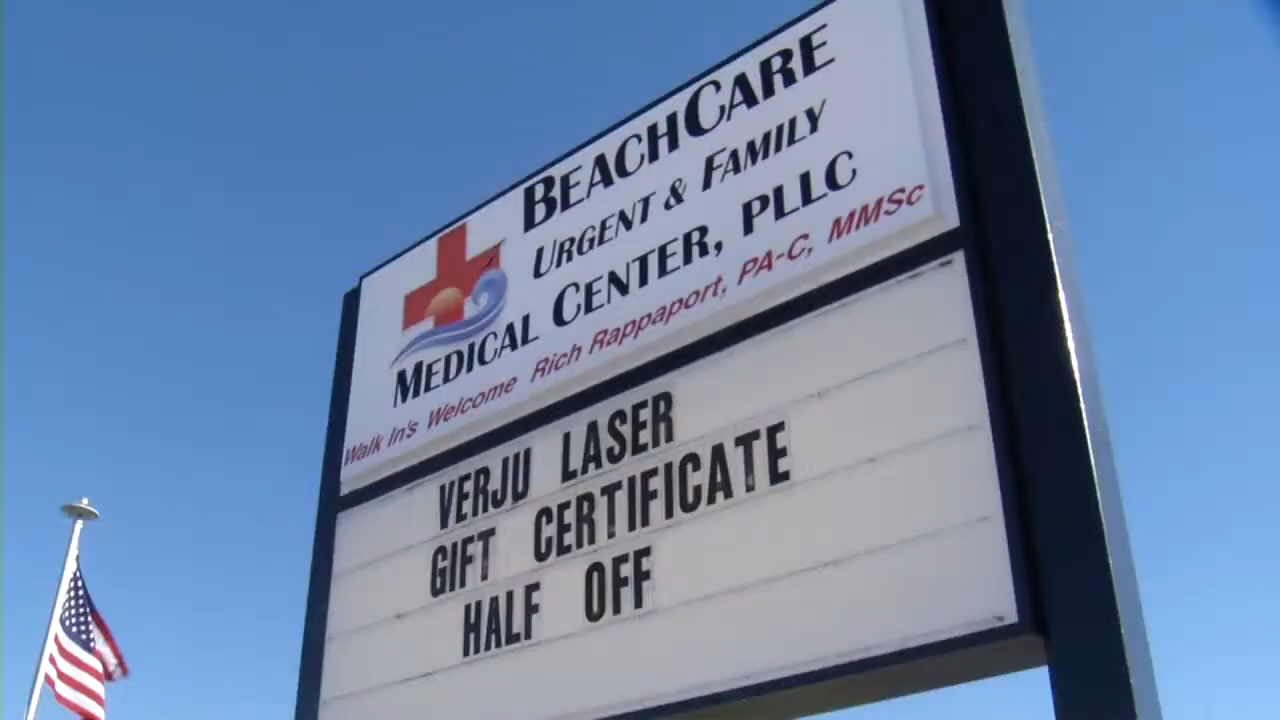 BEACHCARE
URGENT & FAMILY
MEDICAL CENTER, PLLC
Walk In's Welcome Rich Rappaport, PA-C, MMSc
VERJU LASER
GIFT CERTIFICATE
HALF OFF